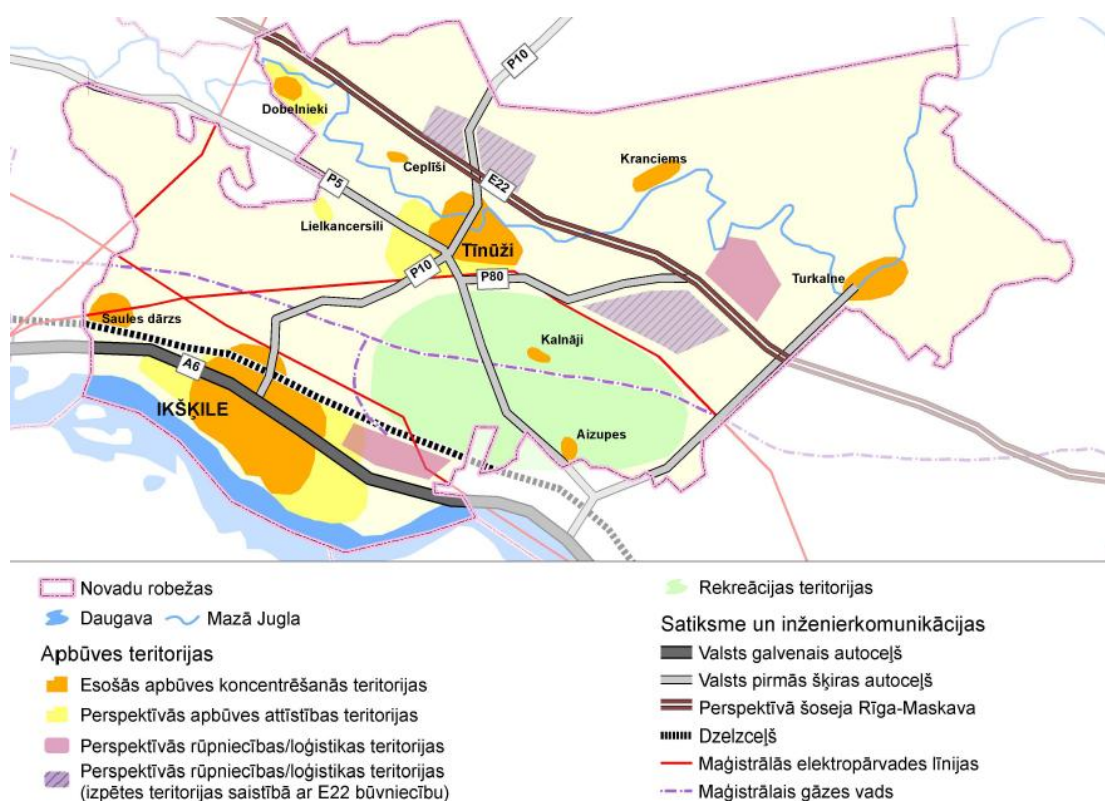 P10
P10
Dobelnieki
Ceplīši
Kranciems
P5
E22
Lielkancersili
Tīnūži
P10
P80
Turkalne
Saules dārzs
Kalnāji
A6
IKŠĶILE
Aizupes
Novadu robežas
Daugava
Mazā Jugla
Apbūves teritorijas
Esošās apbūves koncentrēšanās teritorijas
Perspektīvās apbūves attīstības teritorijas
Perspektīvās rūpniecības/loģistikas teritorijas
Perspektīvās rūpniecības/loģistikas teritorijas
(izpētes teritorijas saistībā ar E22 būvniecību)
Rekreācijas teritorijas
Satiksme un inženierkomunikācijas
Valsts galvenais autoceļš
Valsts pirmās šķiras autoceļš
Perspektīvā šoseja Rīga-Maskava
Dzelzceļš
Maģistrālās elektropārvades līnijas
Maģistrālais gāzes vads